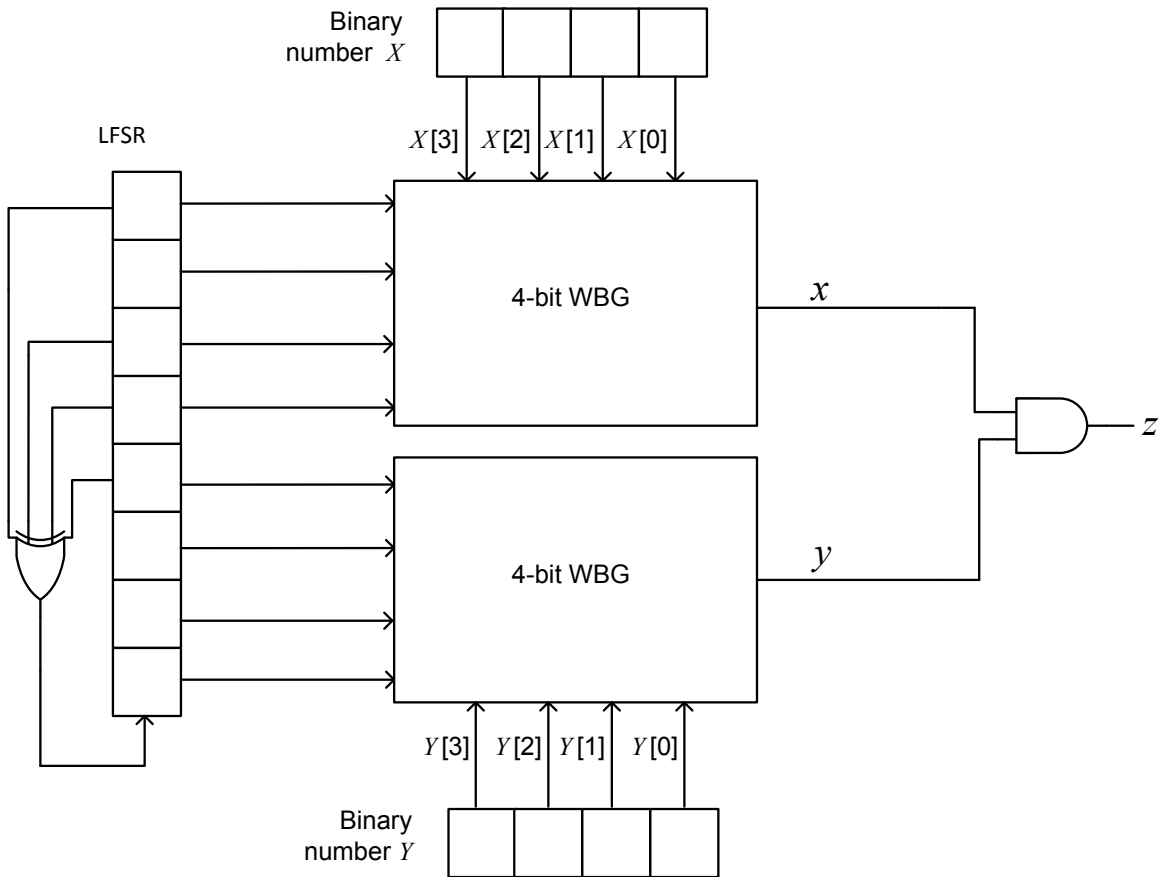 Binary
number X
LFSR
X[3] X[2] X[1] X[0]
4-bit WBG
x
z
4-bit WBG
y
Y[3] Y[2] Y[1] Y[0]
Binary
number Y